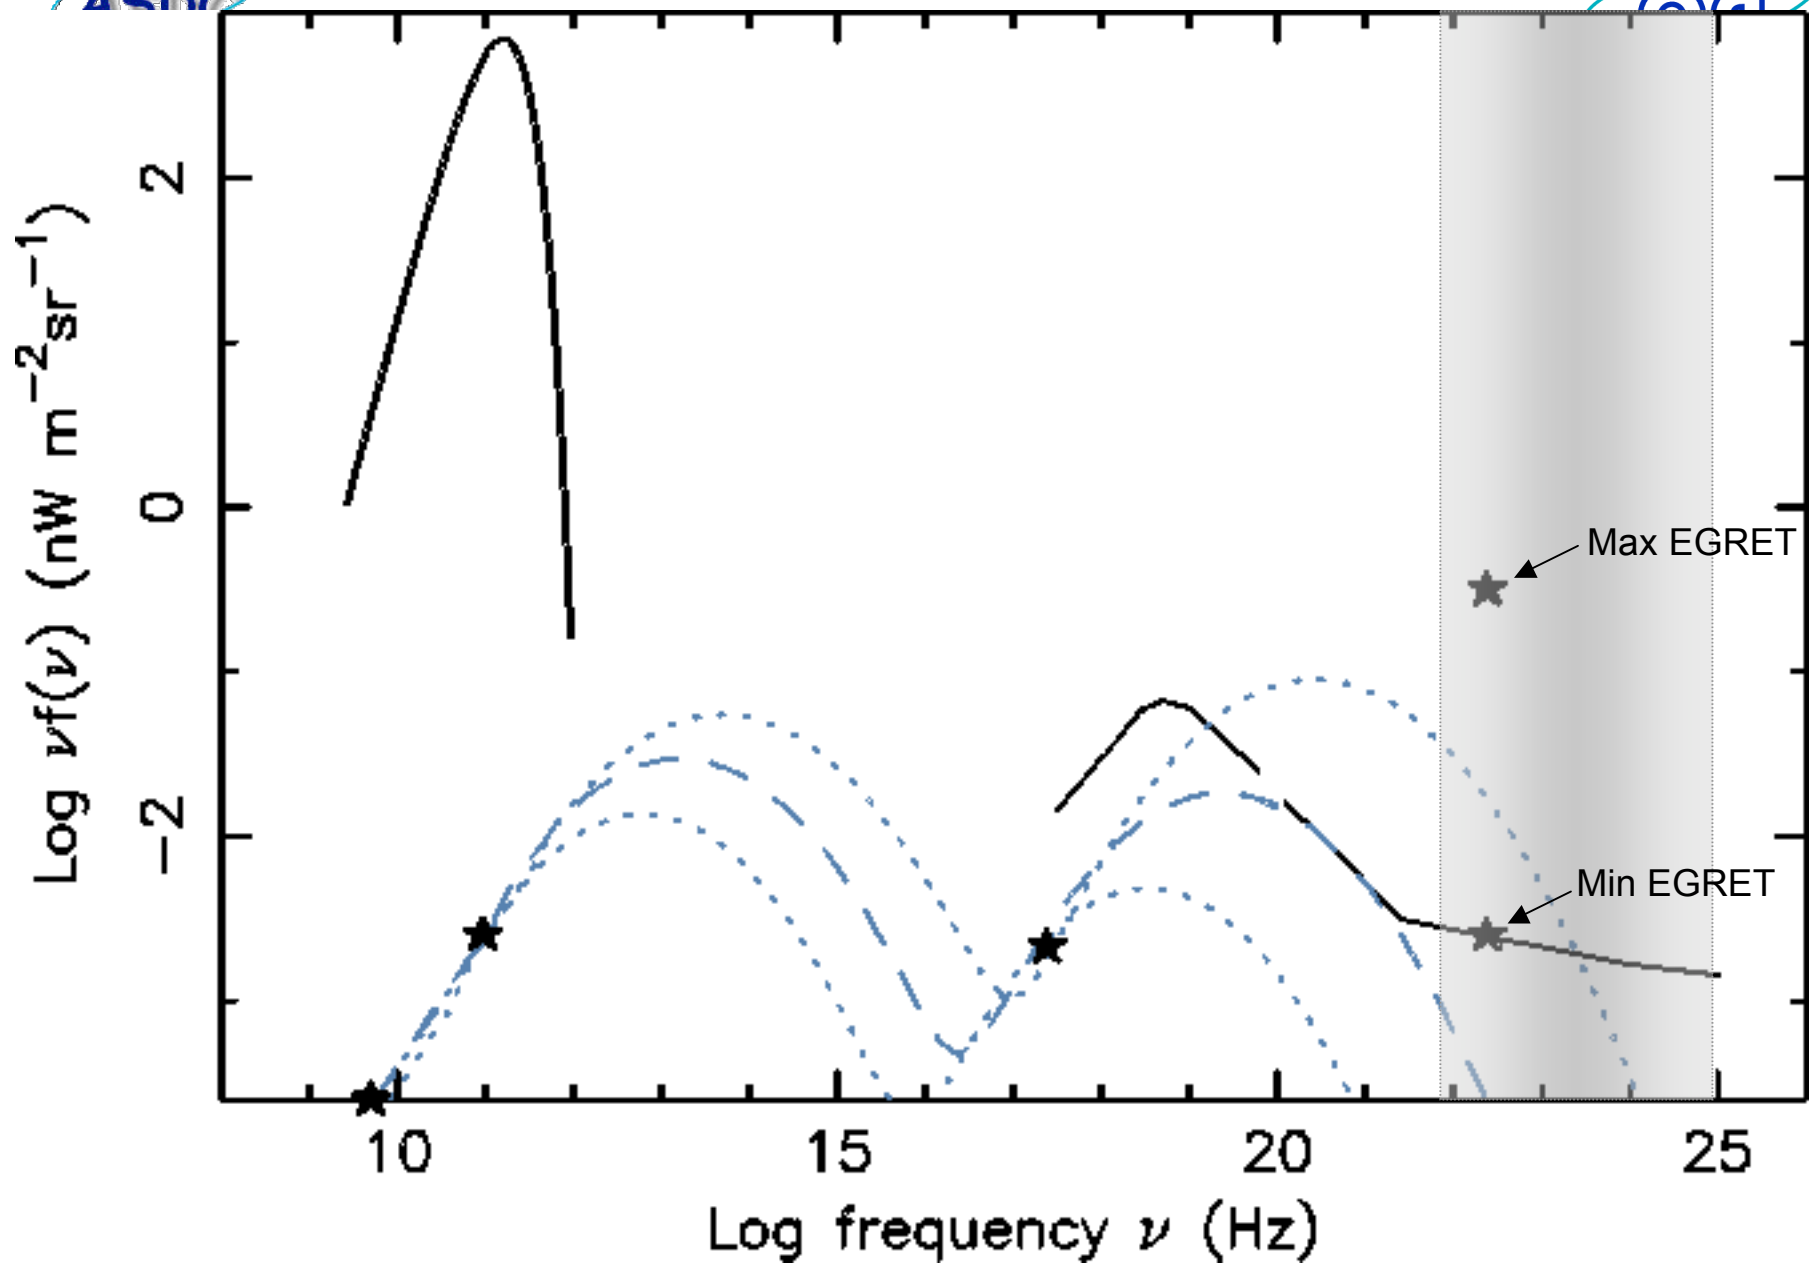 Log νf(ν) (nW m⁻²sr⁻¹)
2
0
−2
Max EGRET
Min EGRET
10 15 20 25
Log frequency ν (Hz)